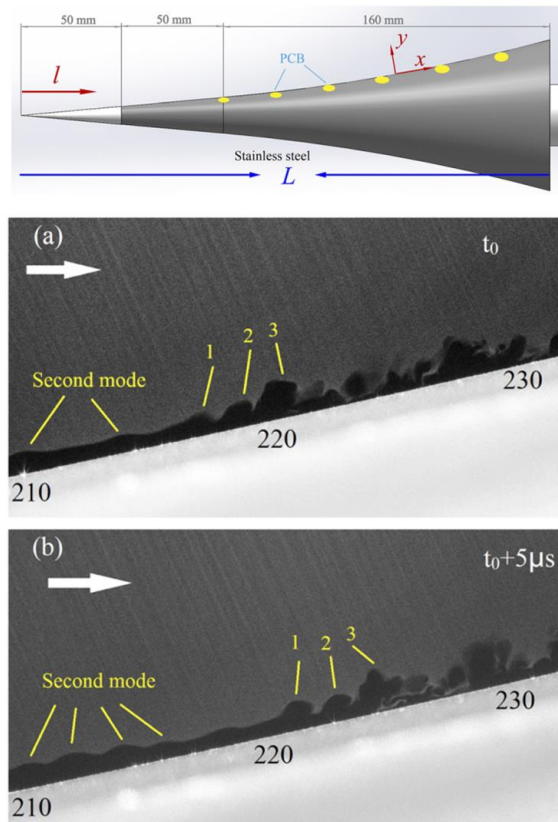 50 mm 50 mm 160 mm
l
y
x
PCB
Stainless steel
L
(a) t₀
1 2 3
Second mode
230
220
210
(b) t₀+5μs
1 2 3
Second mode
230
220
210